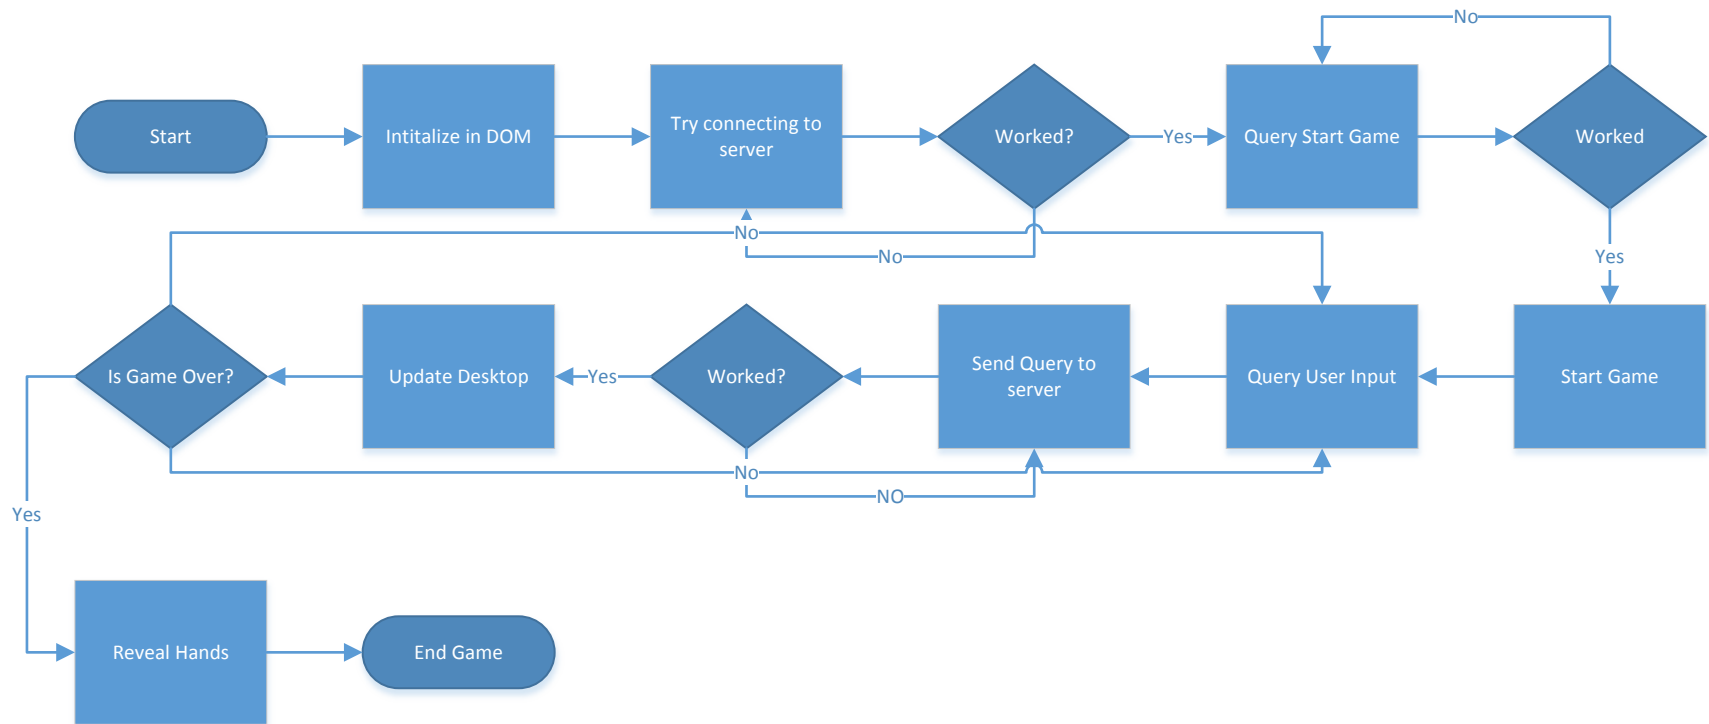 No
Start
Intitalize in DOM
Try connecting to
server
Worked?
Yes
Query Start Game
Worked
No
No
Yes
Is Game Over?
Update Desktop
Yes
Worked?
Send Query to
server
Query User Input
Start Game
No
NO
Yes
Reveal Hands
End Game